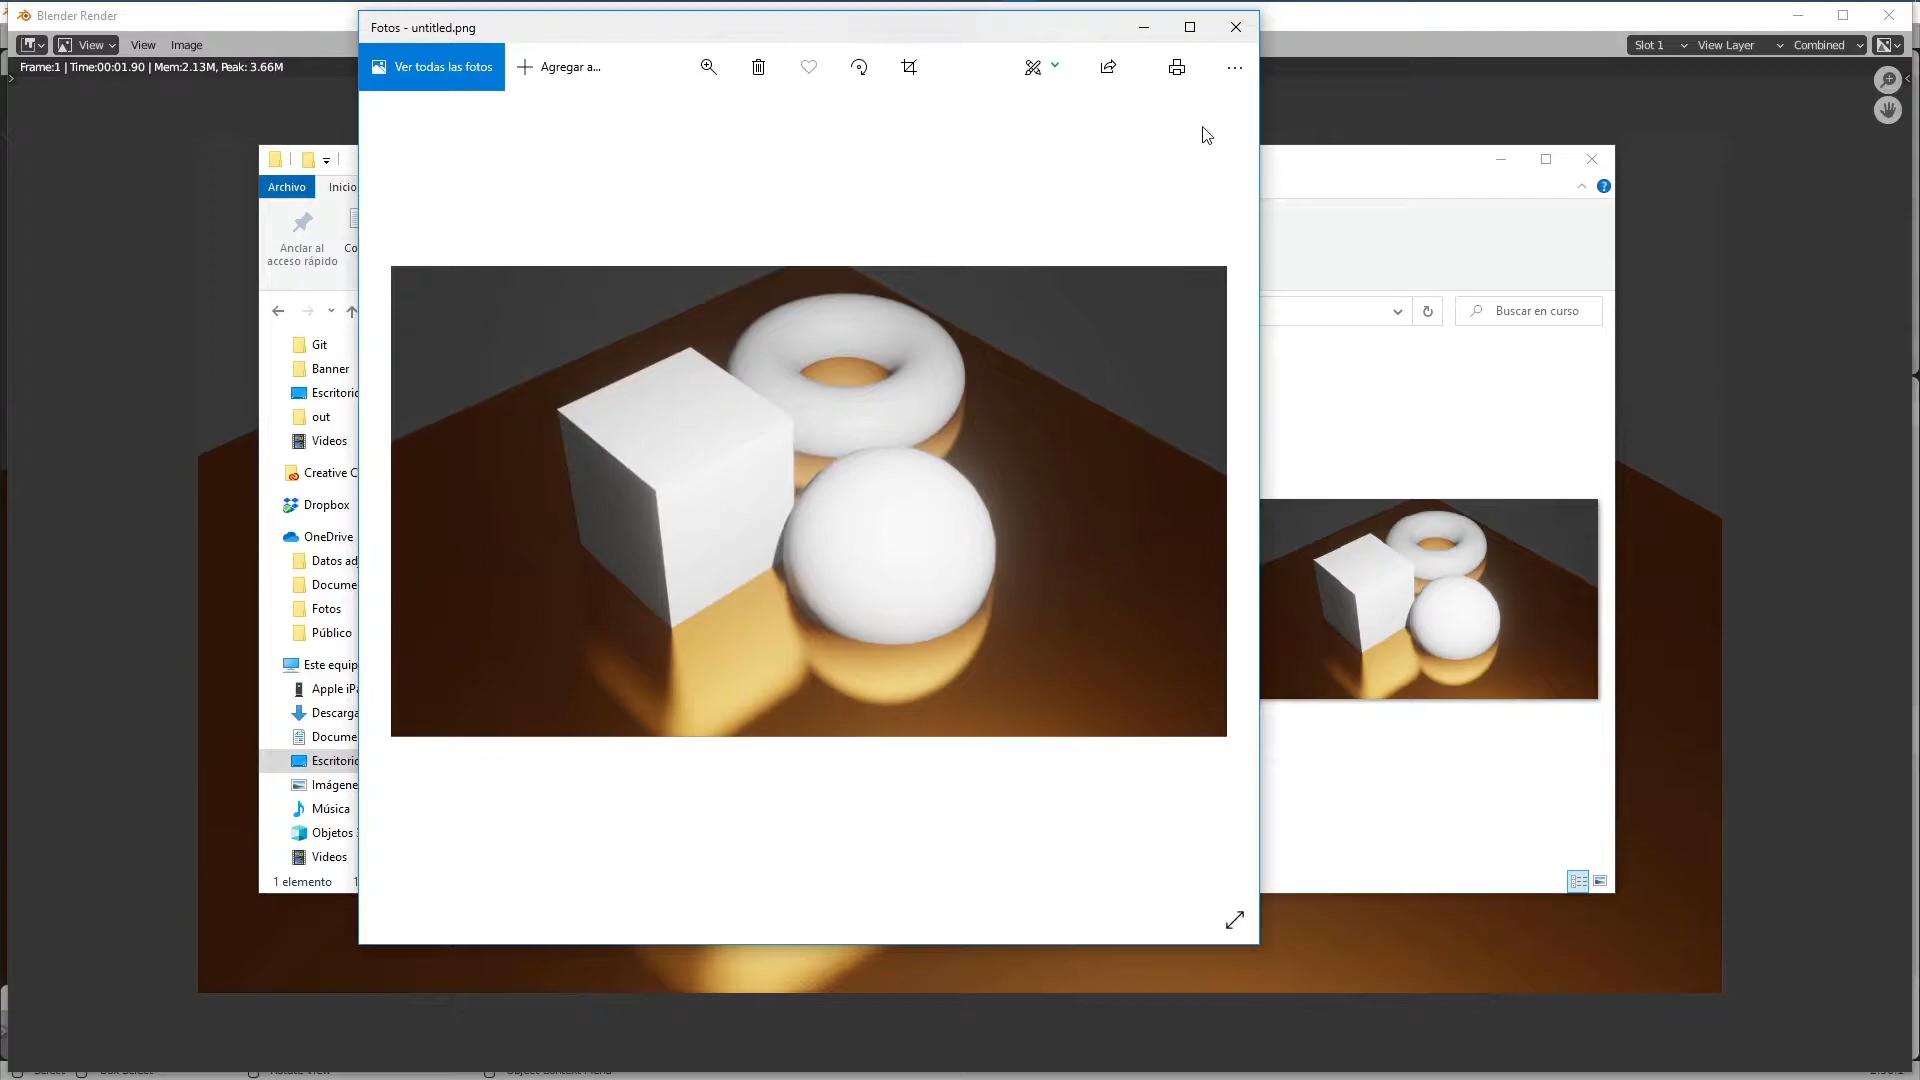 Blender Render
View
View
Image
Slot 1
View Layer
Combined
Frame:1 | Time:00:01.90 | Mem:2.13M, Peak: 3.66M
Fotos - untitled.png
Ver todas las fotos
Agregar a...
Archivo
Inicio
Anclar al
acceso rápido
Co
Buscar en curso
Git
Banner
Escritorio
out
Videos
Creative C
Dropbox
OneDrive
Datos adj
Docume
Fotos
Público
Este equip
Apple iPa
Descarga
Docume
Escritorio
Imágene
Música
Objetos 3
Videos
1 elemento